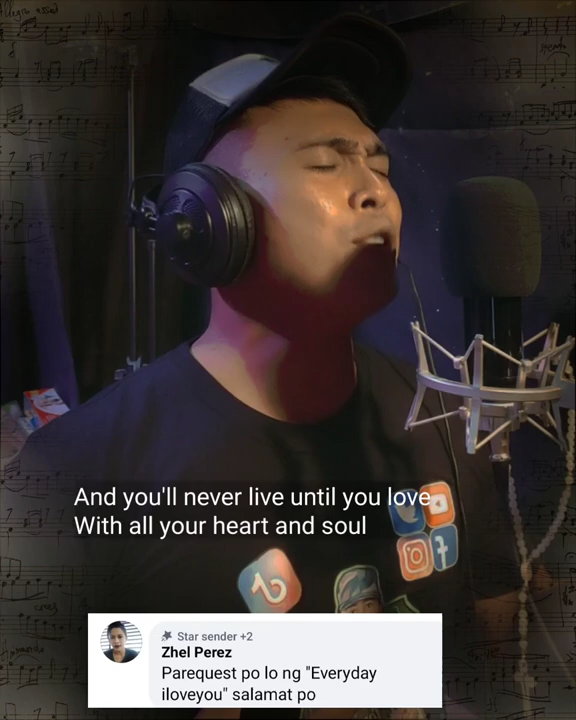 And you'll never live until you love
With all your heart and soul
Star sender +2
Zhel Perez
Parequest po lo ng "Everyday
iloveyou" salamat po